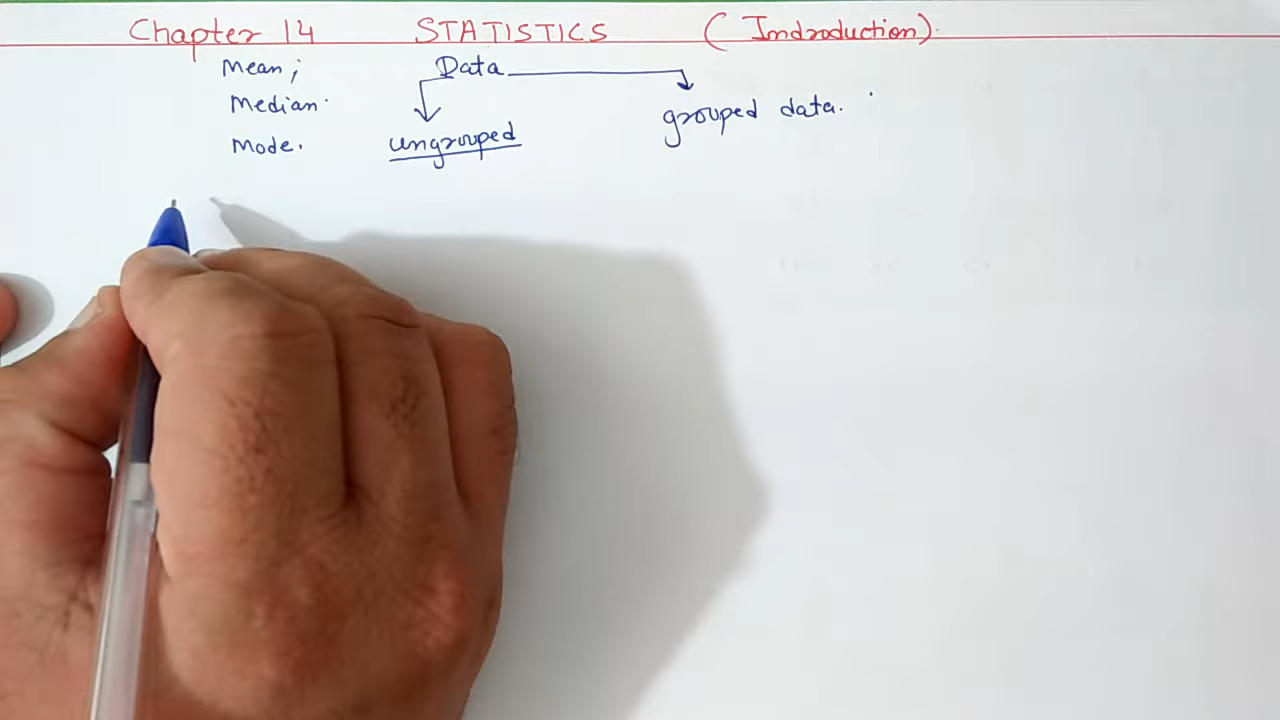 Chapter 14 STATISTICS (Indroduction).
Mean; Data
Median. grouped data.
Mode. ungrouped